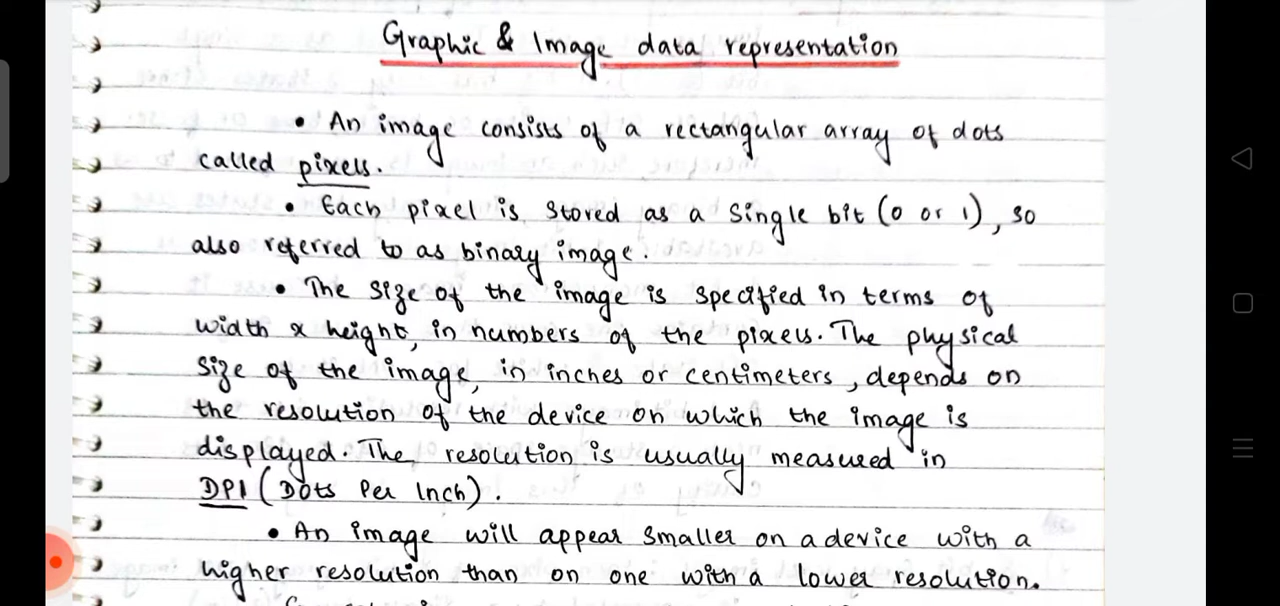 Graphic & Image data representation
• An image consists of a rectangular array of dots
called pixels.
• Each pixel is stored as a single bit (0 or 1), so
also referred to as binary image.
• The size of the image is specified in terms of
width x height, in numbers of the pixels. The physical
size of the image, in inches or centimeters, depends on
the resolution of the device on which the image is
displayed. The resolution is usually measured in
DPI (Dots Per Inch).
• An image will appear smaller on a device with a
higher resolution than on one with a lower resolution.